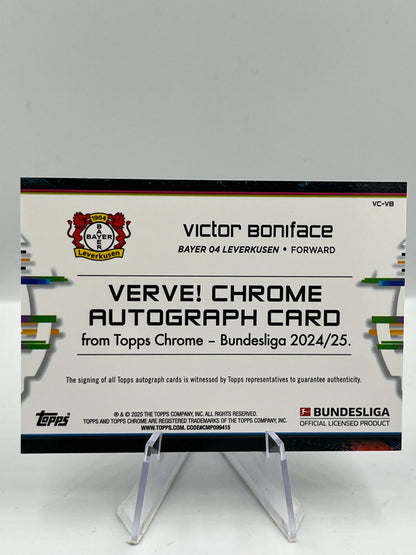 VC-VB
1904
BAYER
BAYER
Leverkusen
Victor Boniface
BAYER 04 LEVERKUSEN • FORWARD
VERVE! CHROME
AUTOGRAPH CARD
from Topps Chrome – Bundesliga 2024/25.
The signing of all Topps autograph cards is witnessed by Topps representatives to guarantee authenticity.
Topps
® & © 2025 THE TOPPS COMPANY, INC. ALL RIGHTS RESERVED.
TOPPS AND TOPPS CHROME ARE REGISTERED TRADEMARKS OF THE TOPPS COMPANY, INC.
WWW.TOPPS.COM. CODE#CMP099415
BUNDESLIGA
OFFICIAL LICENSED PRODUCT